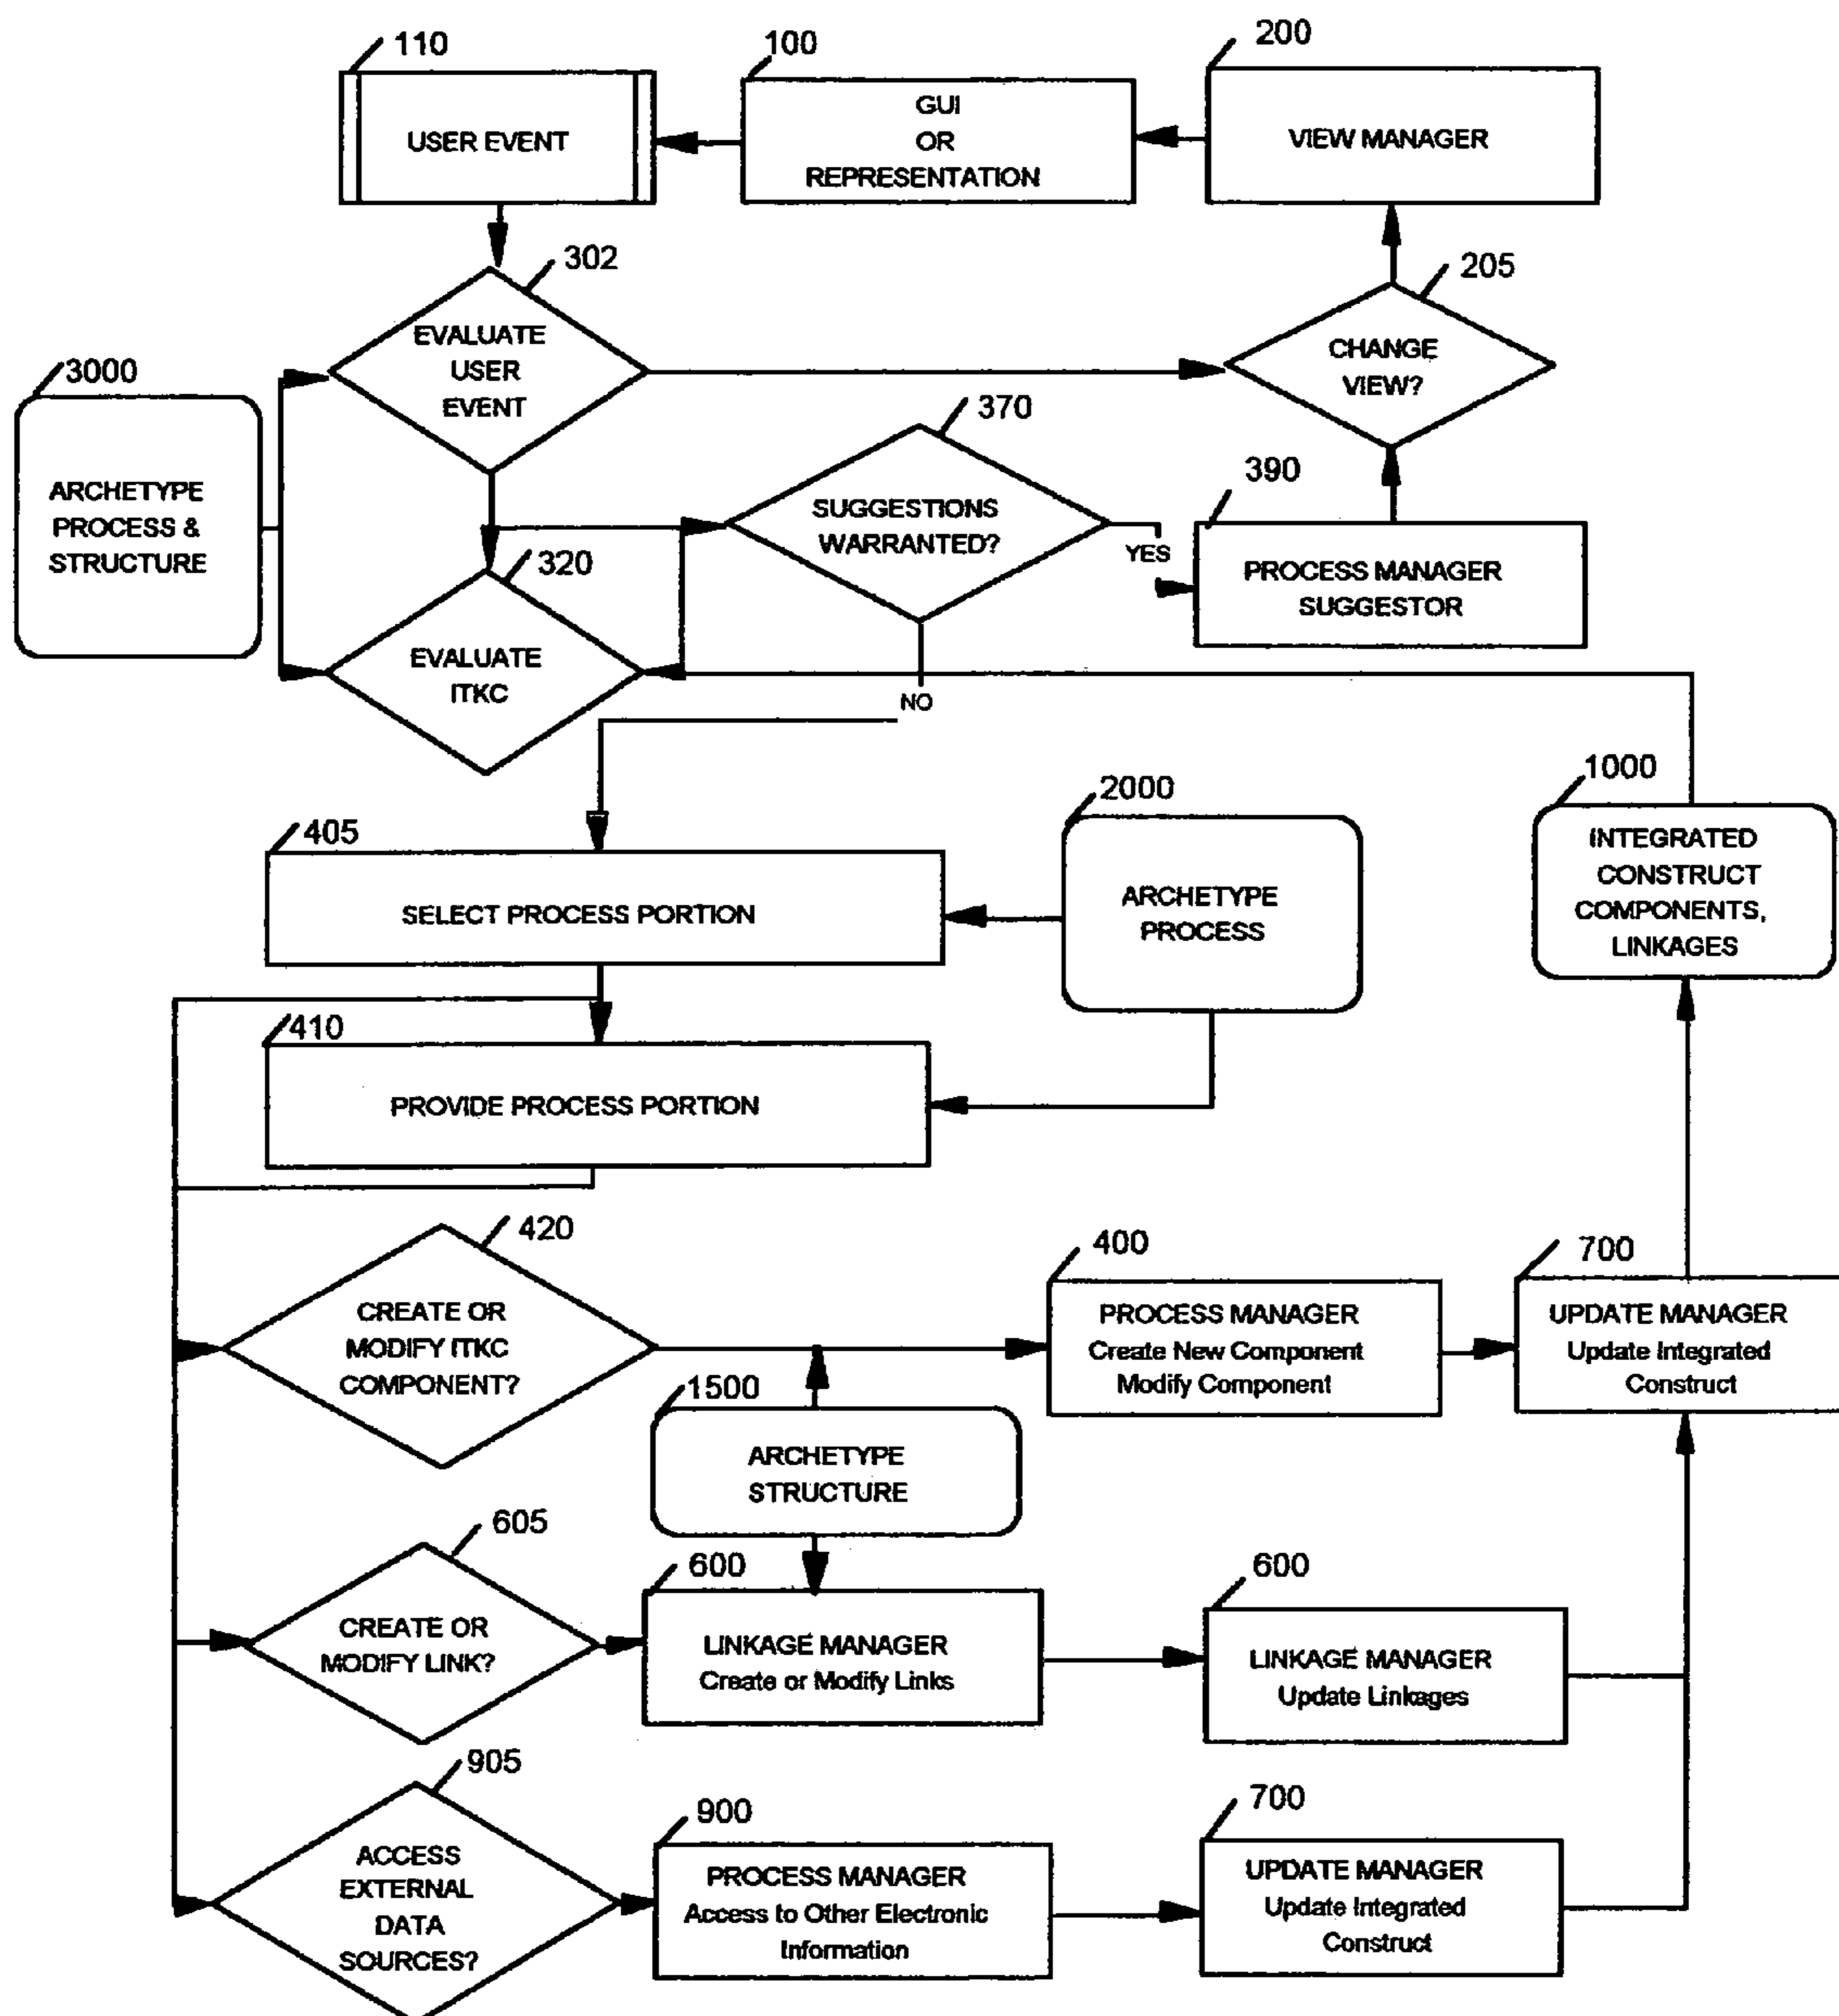 110
100
200
USER EVENT
GUI
OR
REPRESENTATION
VIEW MANAGER
302
205
EVALUATE
USER
EVENT
CHANGE
VIEW?
3000
ARCHETYPE
PROCESS &
STRUCTURE
370
SUGGESTIONS
WARRANTED?
YES
NO
390
PROCESS MANAGER
SUGGESTOR
320
EVALUATE
ITKC
405
SELECT PROCESS PORTION
2000
ARCHETYPE
PROCESS
1000
INTEGRATED
CONSTRUCT
COMPONENTS,
LINKAGES
410
PROVIDE PROCESS PORTION
420
CREATE OR
MODIFY ITKC
COMPONENT?
400
PROCESS MANAGER
Create New Component
Modify Component
700
UPDATE MANAGER
Update Integrated
Construct
1500
ARCHETYPE
STRUCTURE
605
CREATE OR
MODIFY LINK?
600
LINKAGE MANAGER
Create or Modify Links
600
LINKAGE MANAGER
Update Linkages
905
ACCESS
EXTERNAL
DATA
SOURCES?
900
PROCESS MANAGER
Access to Other Electronic
Information
700
UPDATE MANAGER
Update Integrated
Construct